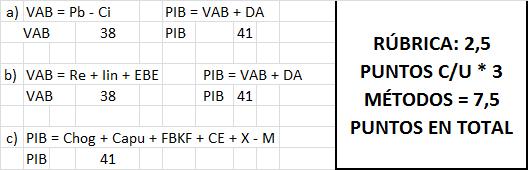 a) VAB = Pb - Ci PIB = VAB + DA
VAB 38 PIB 41
b) VAB = Re + Iin + EBE PIB = VAB + DA
VAB 38 PIB 41
c) PIB = Chog + Capu + FBKF + CE + X - M
PIB 41
RÚBRICA: 2,5
PUNTOS C/U * 3
MÉTODOS = 7,5
PUNTOS EN TOTAL